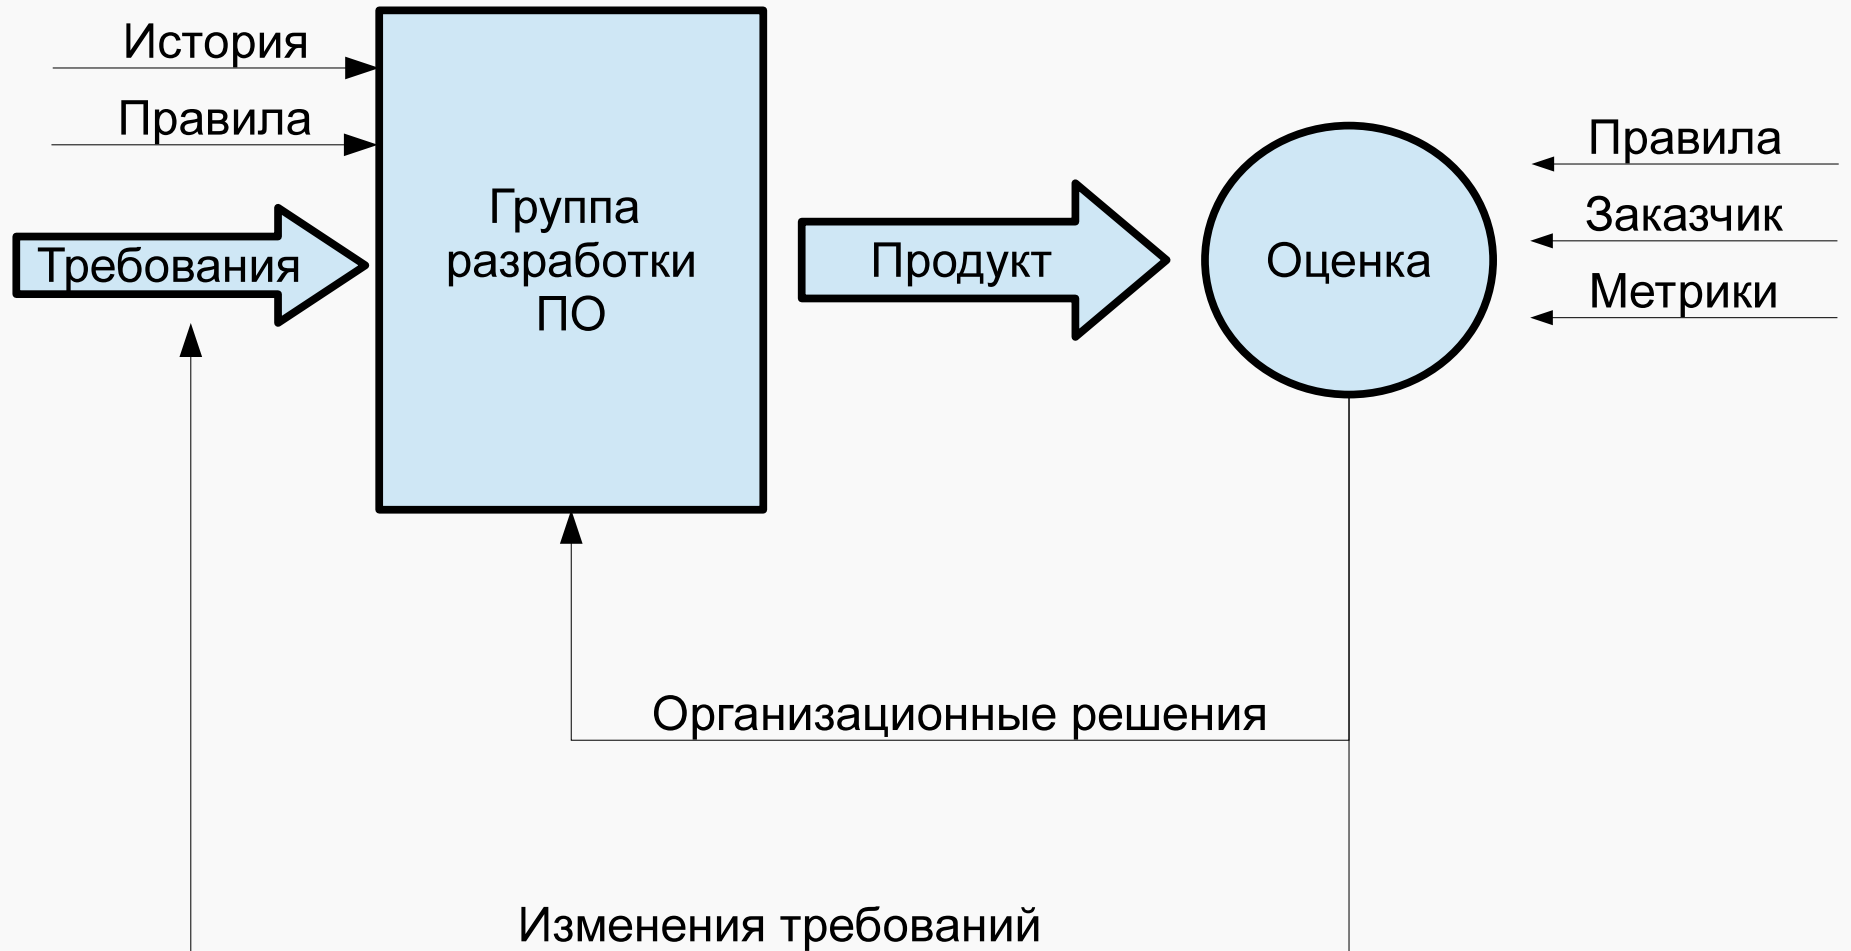 История
Правила
Требования
Группа
разработки
ПО
Продукт
Оценка
Правила
Заказчик
Метрики
Организационные решения
Изменения требований